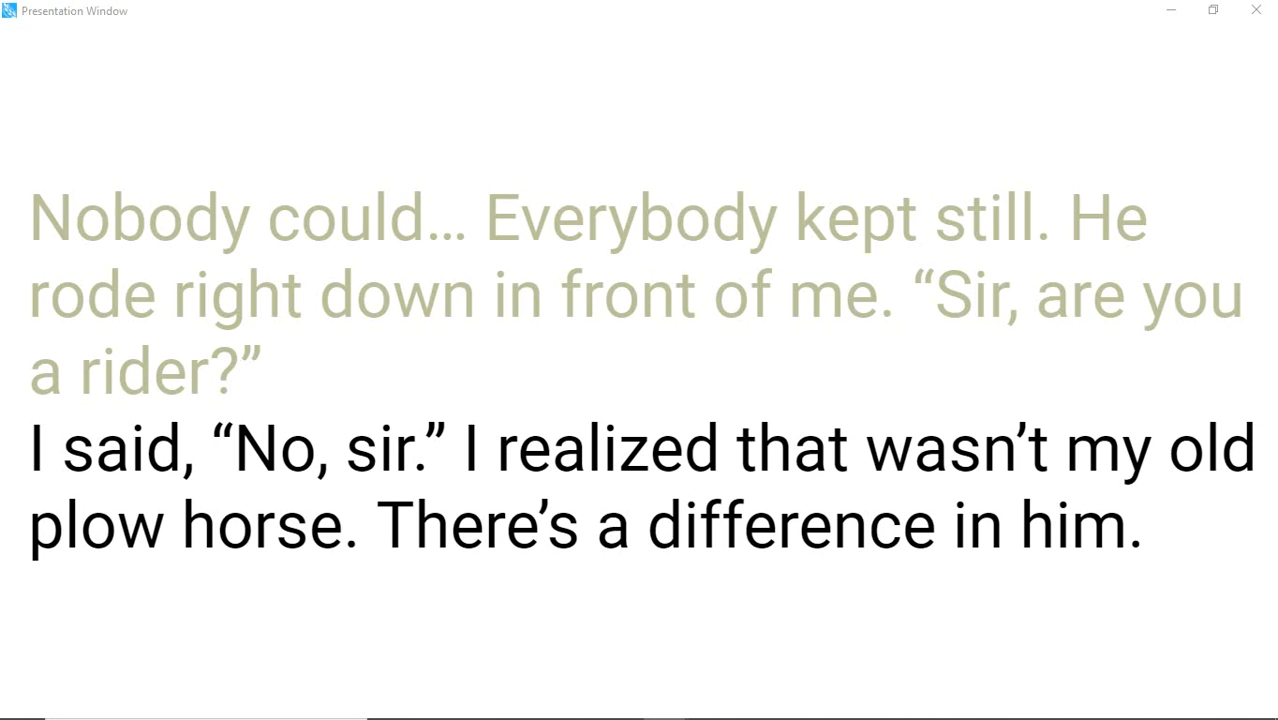 Presentation Window
Nobody could… Everybody kept still. He
rode right down in front of me. “Sir, are you
a rider?”
I said, “No, sir.” I realized that wasn’t my old
plow horse. There’s a difference in him.